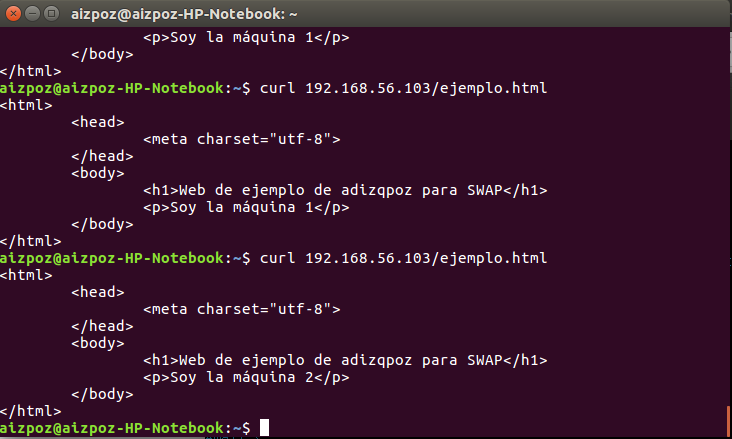 aizpoz@aizpoz-HP-Notebook: ~
<p>Soy la máquina 1</p>
</body>
</html>
aizpoz@aizpoz-HP-Notebook:~$ curl 192.168.56.103/ejemplo.html
<html>
<head>
<meta charset="utf-8">
</head>
<body>
<h1>Web de ejemplo de adizqpoz para SWAP</h1>
<p>Soy la máquina 1</p>
</body>
</html>
aizpoz@aizpoz-HP-Notebook:~$ curl 192.168.56.103/ejemplo.html
<html>
<head>
<meta charset="utf-8">
</head>
<body>
<h1>Web de ejemplo de adizqpoz para SWAP</h1>
<p>Soy la máquina 2</p>
</body>
</html>
aizpoz@aizpoz-HP-Notebook:~$